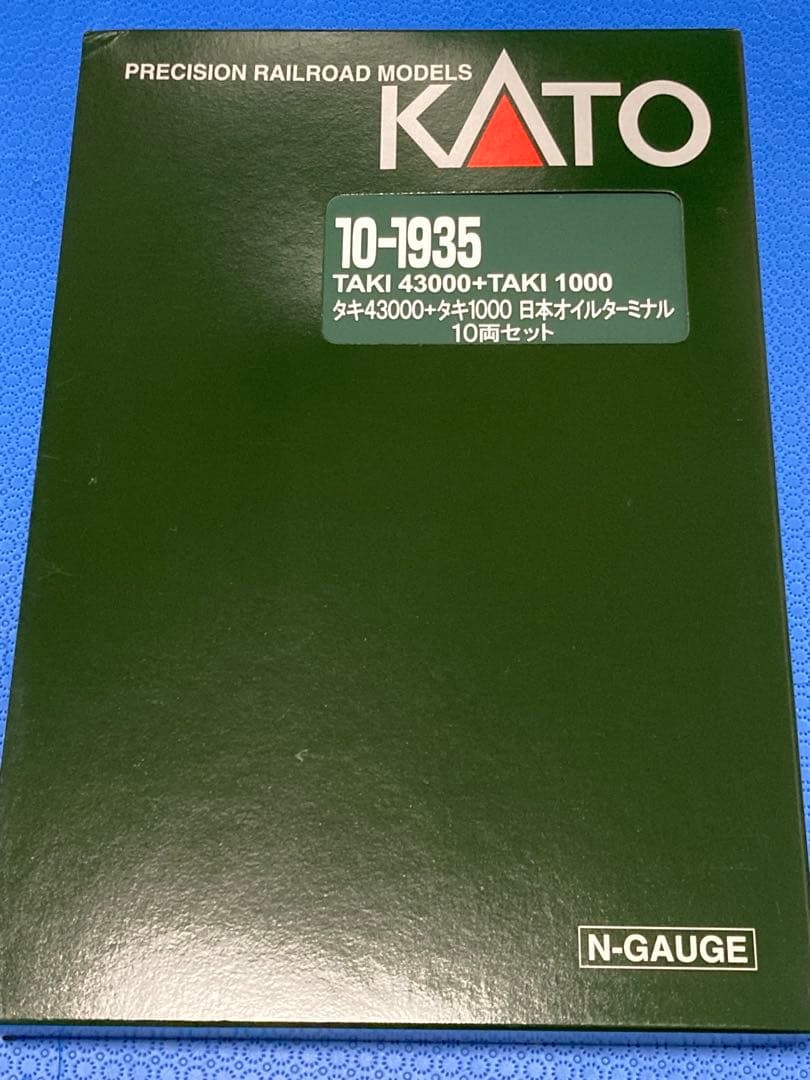 PRECISION RAILROAD MODELS
KATO
10-1935
TAKI 43000+TAKI 1000
タキ43000+タキ1000 日本オイルターミナル
10両セット
N-GAUGE